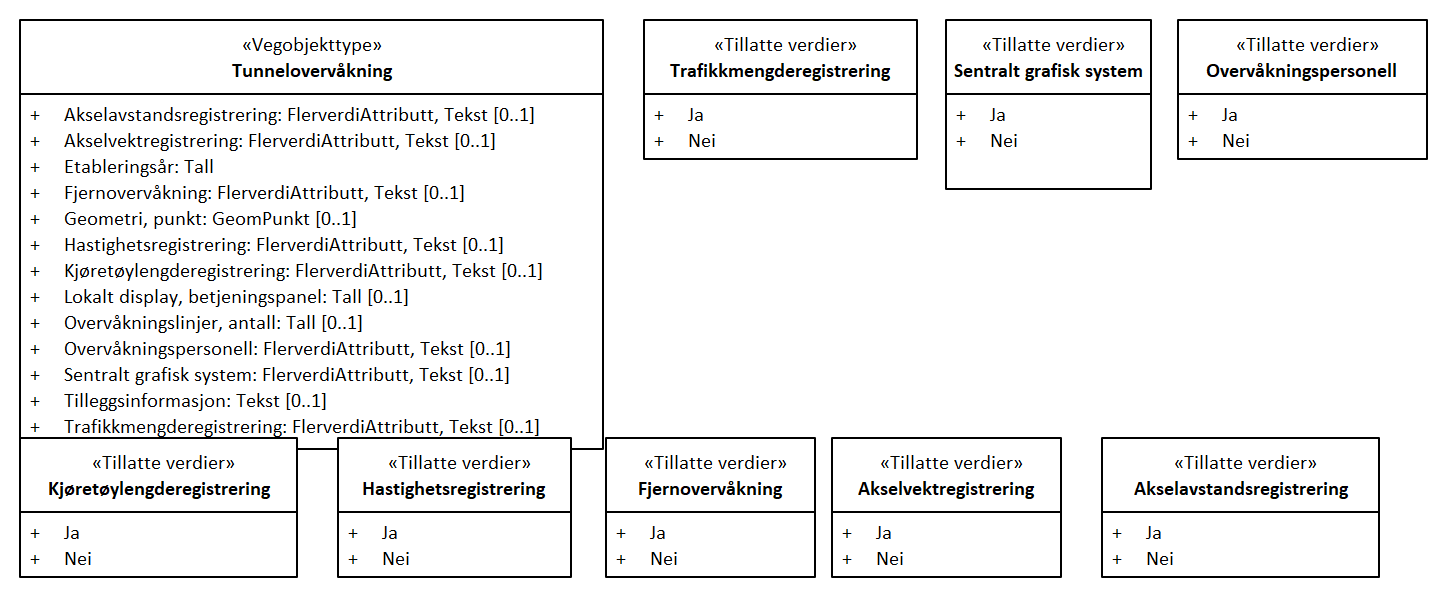 «Vegobjekttype»
Tunnelovervåkning
+ Akselavstandsregistrering: FlerverdiAttributt, Tekst [0..1]
+ Akselvektregistrering: FlerverdiAttributt, Tekst [0..1]
+ Etableringsår: Tall
+ Fjernovervåkning: FlerverdiAttributt, Tekst [0..1]
+ Geometri, punkt: GeomPunkt [0..1]
+ Hastighetsregistrering: FlerverdiAttributt, Tekst [0..1]
+ Kjøretøylengderegistrering: FlerverdiAttributt, Tekst [0..1]
+ Lokalt display, betjeningspanel: Tall [0..1]
+ Overvåkningslinjer, antall: Tall [0..1]
+ Overvåkningspersonell: FlerverdiAttributt, Tekst [0..1]
+ Sentralt grafisk system: FlerverdiAttributt, Tekst [0..1]
+ Tilleggsinformasjon: Tekst [0..1]
+ Trafikkmengderegistrering: FlerverdiAttributt, Tekst [0..1]
«Tillatte verdier»
Trafikkmengderegistrering
+ Ja
+ Nei
«Tillatte verdier»
Sentralt grafisk system
+ Ja
+ Nei
«Tillatte verdier»
Overvåkningspersonell
+ Ja
+ Nei
«Tillatte verdier»
Kjøretøylengderegistrering
+ Ja
+ Nei
«Tillatte verdier»
Hastighetsregistrering
+ Ja
+ Nei
«Tillatte verdier»
Fjernovervåkning
+ Ja
+ Nei
«Tillatte verdier»
Akselvektregistrering
+ Ja
+ Nei
«Tillatte verdier»
Akselavstandsregistrering
+ Ja
+ Nei